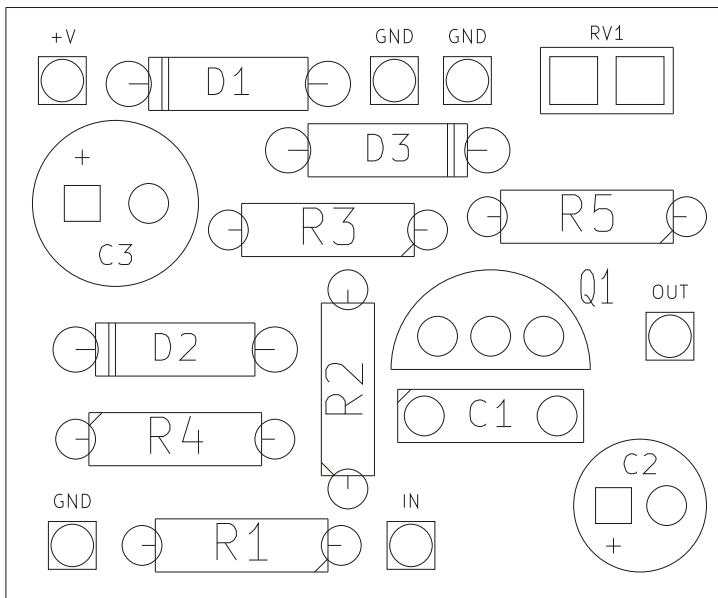 +V
GND
GND
RV1
D1
D3
+
C3
R3
R5
Q1
OUT
D2
R2
R4
C1
C2
+
GND
R1
IN